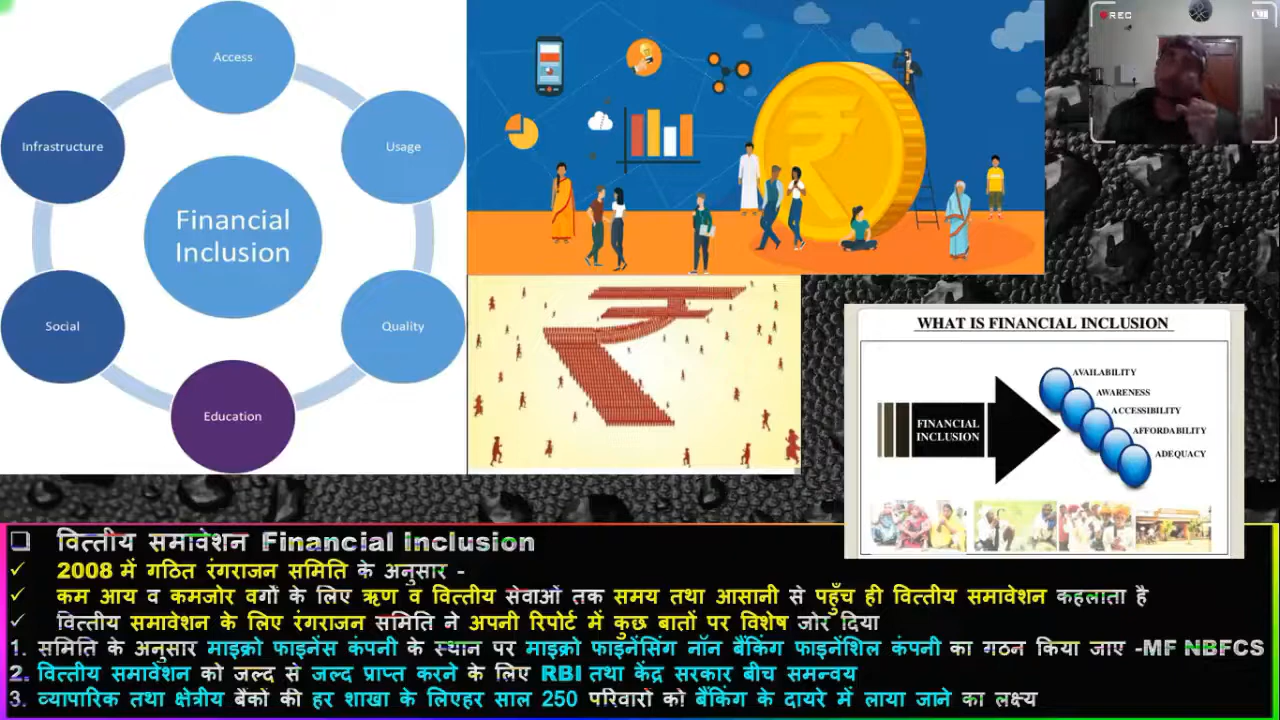 Access
Infrastructure
Usage
Financial
Inclusion
Social
Quality
Education
REC
WHAT IS FINANCIAL INCLUSION
AVAILABILITY
AWARENESS
ACCESSIBILITY
AFFORDABILITY
ADEQUACY
FINANCIAL
INCLUSION
❑ वित्तीय समावेशन Financial Inclusion
✓ 2008 में गठित रंगराजन समिति के अनुसार -
✓ कम आय व कमजोर वर्गों के लिए ऋण व वित्तीय सेवाओं तक समय तथा आसानी से पहुँच ही वित्तीय समावेशन कहलाता है
✓ वित्तीय समावेशन के लिए रंगराजन समिति ने अपनी रिपोर्ट में कुछ बातों पर विशेष जोर दिया
1. समिति के अनुसार माइक्रो फाइनेंस कंपनी के स्थान पर माइक्रो फाइनेंसिंग नॉन बैंकिंग फाइनेंशिल कंपनी का गठन किया जाए -MF NBFCS
2. वित्तीय समावेशन को जल्द से जल्द प्राप्त करने के लिए RBI तथा केंद्र सरकार बीच समन्वय
3. व्यापारिक तथा क्षेत्रीय बैंकों की हर शाखा के लिएहर साल 250 परिवारों को बैंकिंग के दायरे में लाया जाने का लक्ष्य